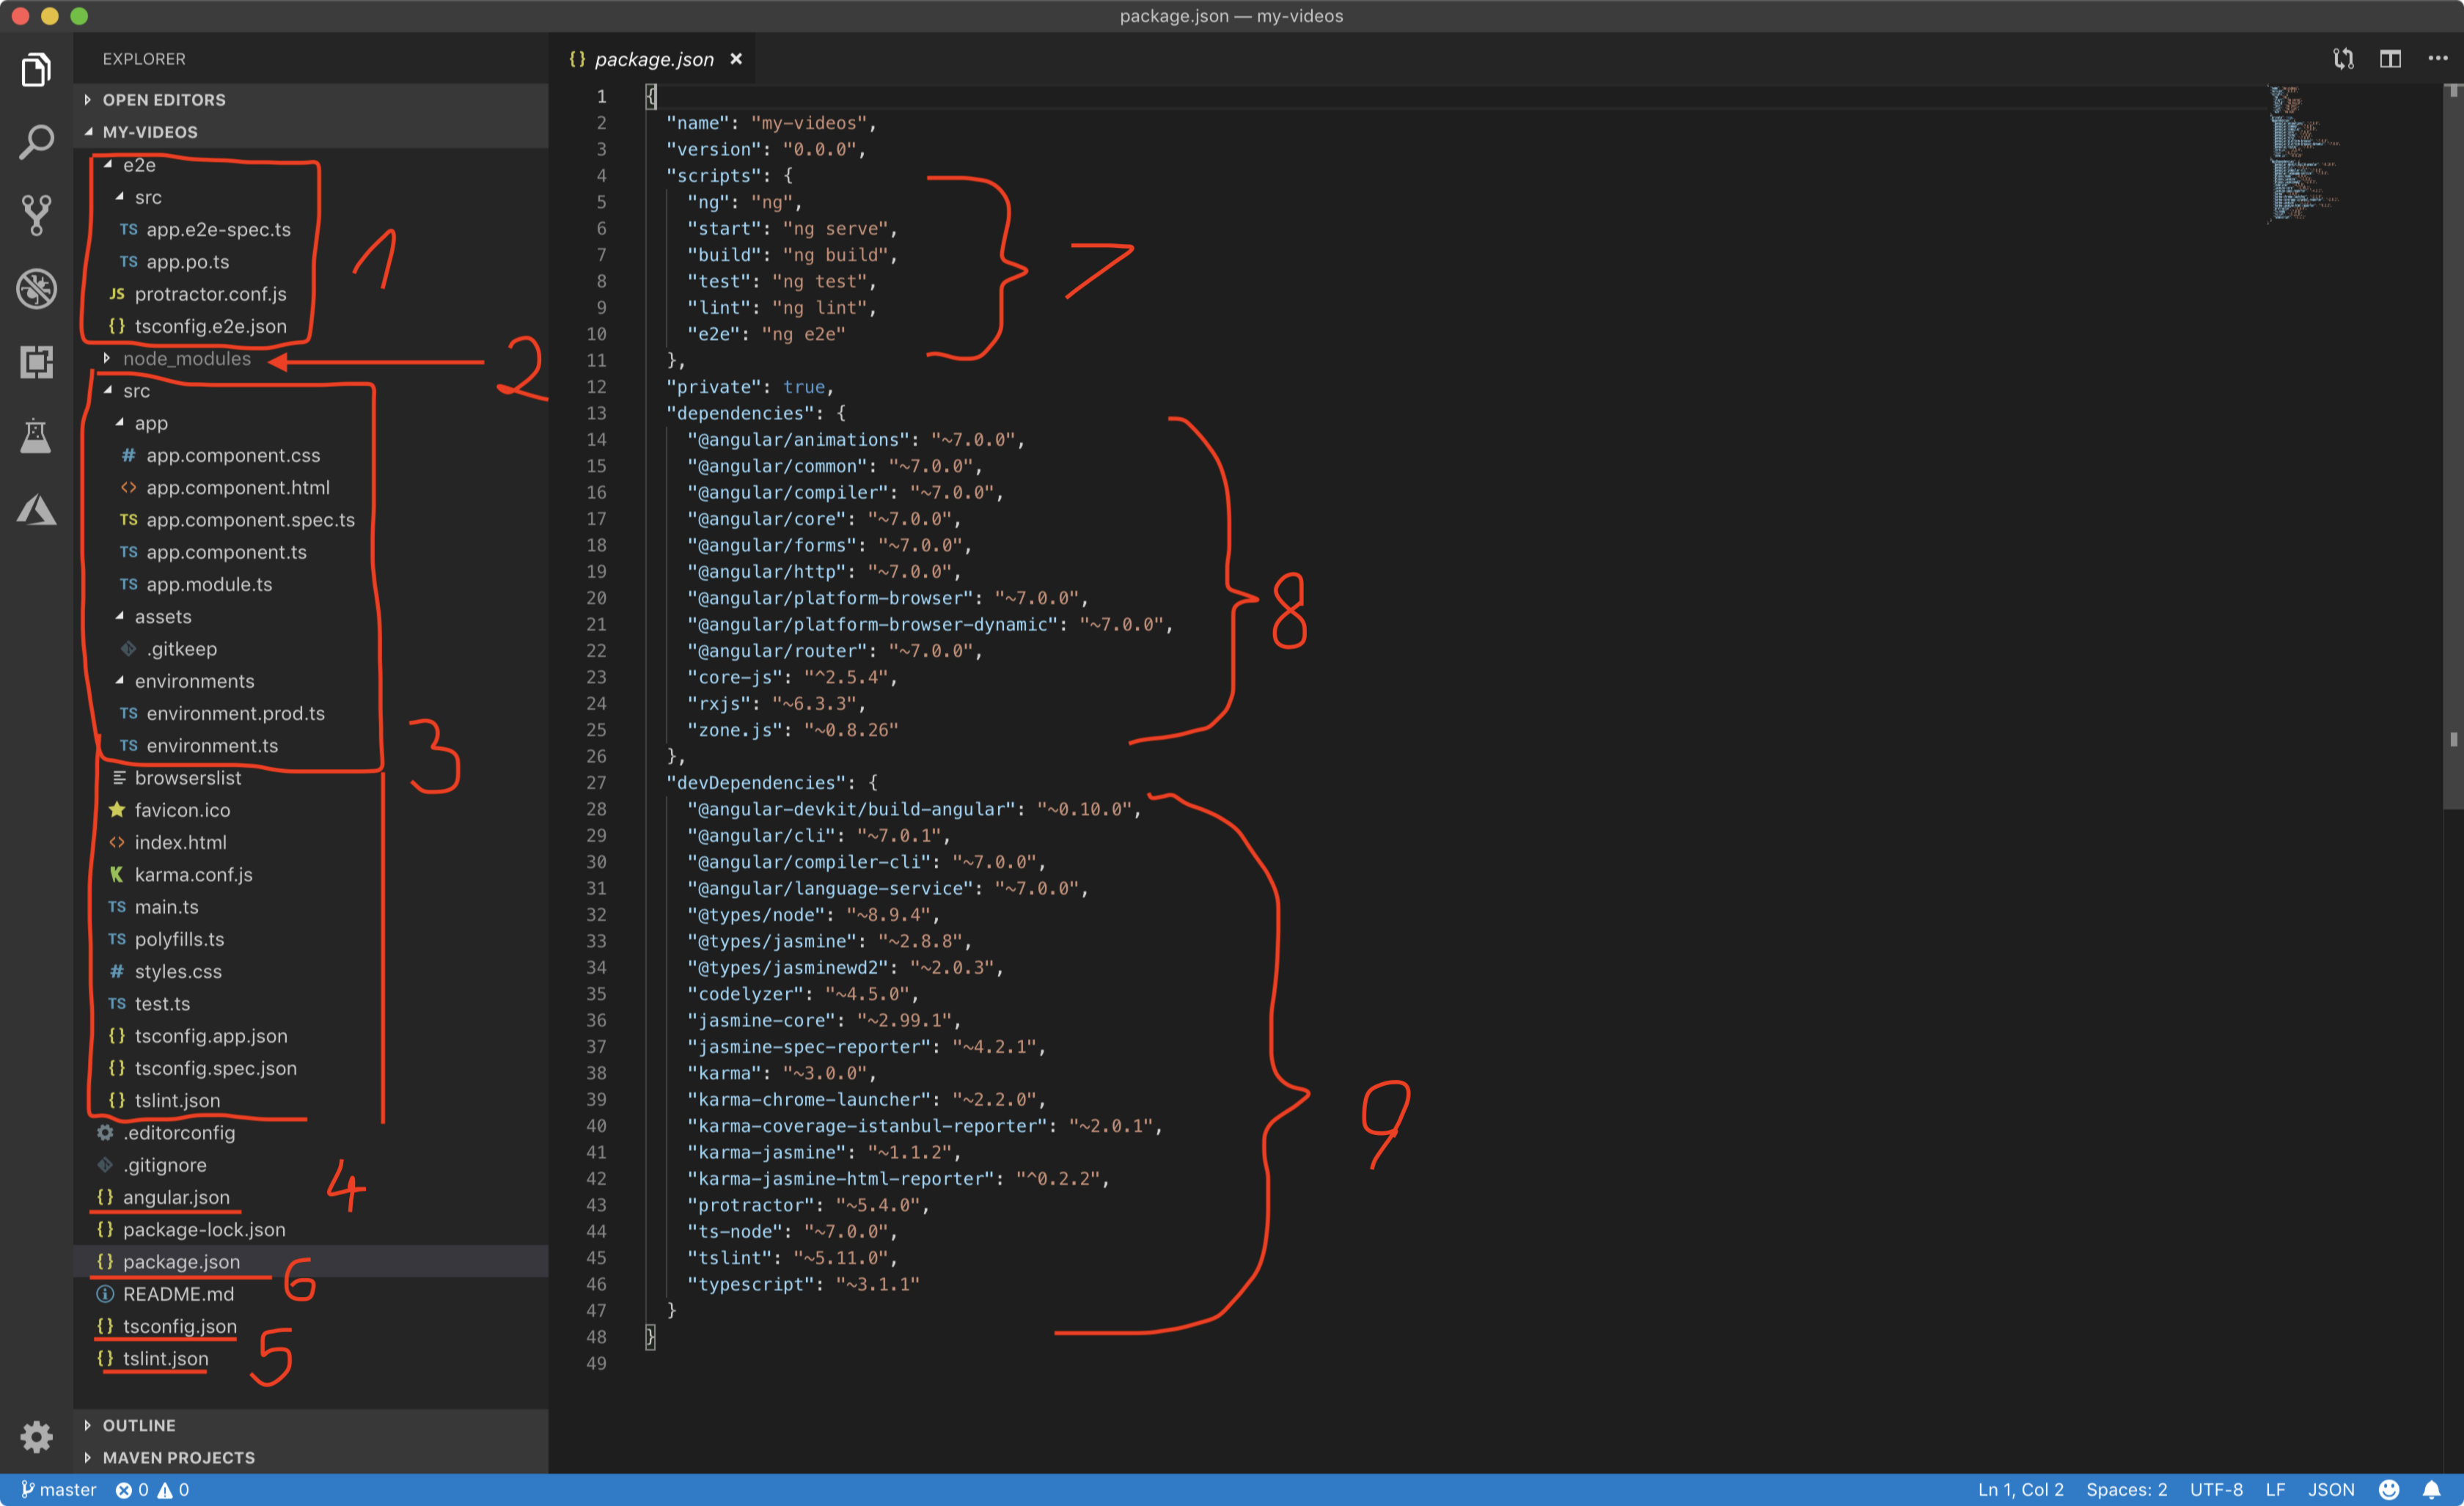 package.json — my-videos
EXPLORER
OPEN EDITORS
MY-VIDEOS
e2e
src
TS app.e2e-spec.ts
TS app.po.ts
JS protractor.conf.js
{} tsconfig.e2e.json
node_modules
src
app
# app.component.css
<> app.component.html
TS app.component.spec.ts
TS app.component.ts
TS app.module.ts
assets
.gitkeep
environments
TS environment.prod.ts
TS environment.ts
browserslist
favicon.ico
<> index.html
karma.conf.js
TS main.ts
TS polyfills.ts
# styles.css
TS test.ts
{} tsconfig.app.json
{} tsconfig.spec.json
{} tslint.json
.editorconfig
.gitignore
{} angular.json
{} package-lock.json
{} package.json
README.md
{} tsconfig.json
{} tslint.json
OUTLINE
MAVEN PROJECTS
1
2
3
4
6
5
{} package.json ×
1 {
2 "name": "my-videos",
3 "version": "0.0.0",
4 "scripts": {
5 "ng": "ng",
6 "start": "ng serve",
7 "build": "ng build",
8 "test": "ng test",
9 "lint": "ng lint",
10 "e2e": "ng e2e"
11 },
12 "private": true,
13 "dependencies": {
14 "@angular/animations": "~7.0.0",
15 "@angular/common": "~7.0.0",
16 "@angular/compiler": "~7.0.0",
17 "@angular/core": "~7.0.0",
18 "@angular/forms": "~7.0.0",
19 "@angular/http": "~7.0.0",
20 "@angular/platform-browser": "~7.0.0",
21 "@angular/platform-browser-dynamic": "~7.0.0",
22 "@angular/router": "~7.0.0",
23 "core-js": "^2.5.4",
24 "rxjs": "~6.3.3",
25 "zone.js": "~0.8.26"
26 },
27 "devDependencies": {
28 "@angular-devkit/build-angular": "~0.10.0",
29 "@angular/cli": "~7.0.1",
30 "@angular/compiler-cli": "~7.0.0",
31 "@angular/language-service": "~7.0.0",
32 "@types/node": "~8.9.4",
33 "@types/jasmine": "~2.8.8",
34 "@types/jasminewd2": "~2.0.3",
35 "codelyzer": "~4.5.0",
36 "jasmine-core": "~2.99.1",
37 "jasmine-spec-reporter": "~4.2.1",
38 "karma": "~3.0.0",
39 "karma-chrome-launcher": "~2.2.0",
40 "karma-coverage-istanbul-reporter": "~2.0.1",
41 "karma-jasmine": "~1.1.2",
42 "karma-jasmine-html-reporter": "^0.2.2",
43 "protractor": "~5.4.0",
44 "ts-node": "~7.0.0",
45 "tslint": "~5.11.0",
46 "typescript": "~3.1.1"
47 }
48 }
49
7
8
9
master 0 0
Ln 1, Col 2 Spaces: 2 UTF-8 LF JSON